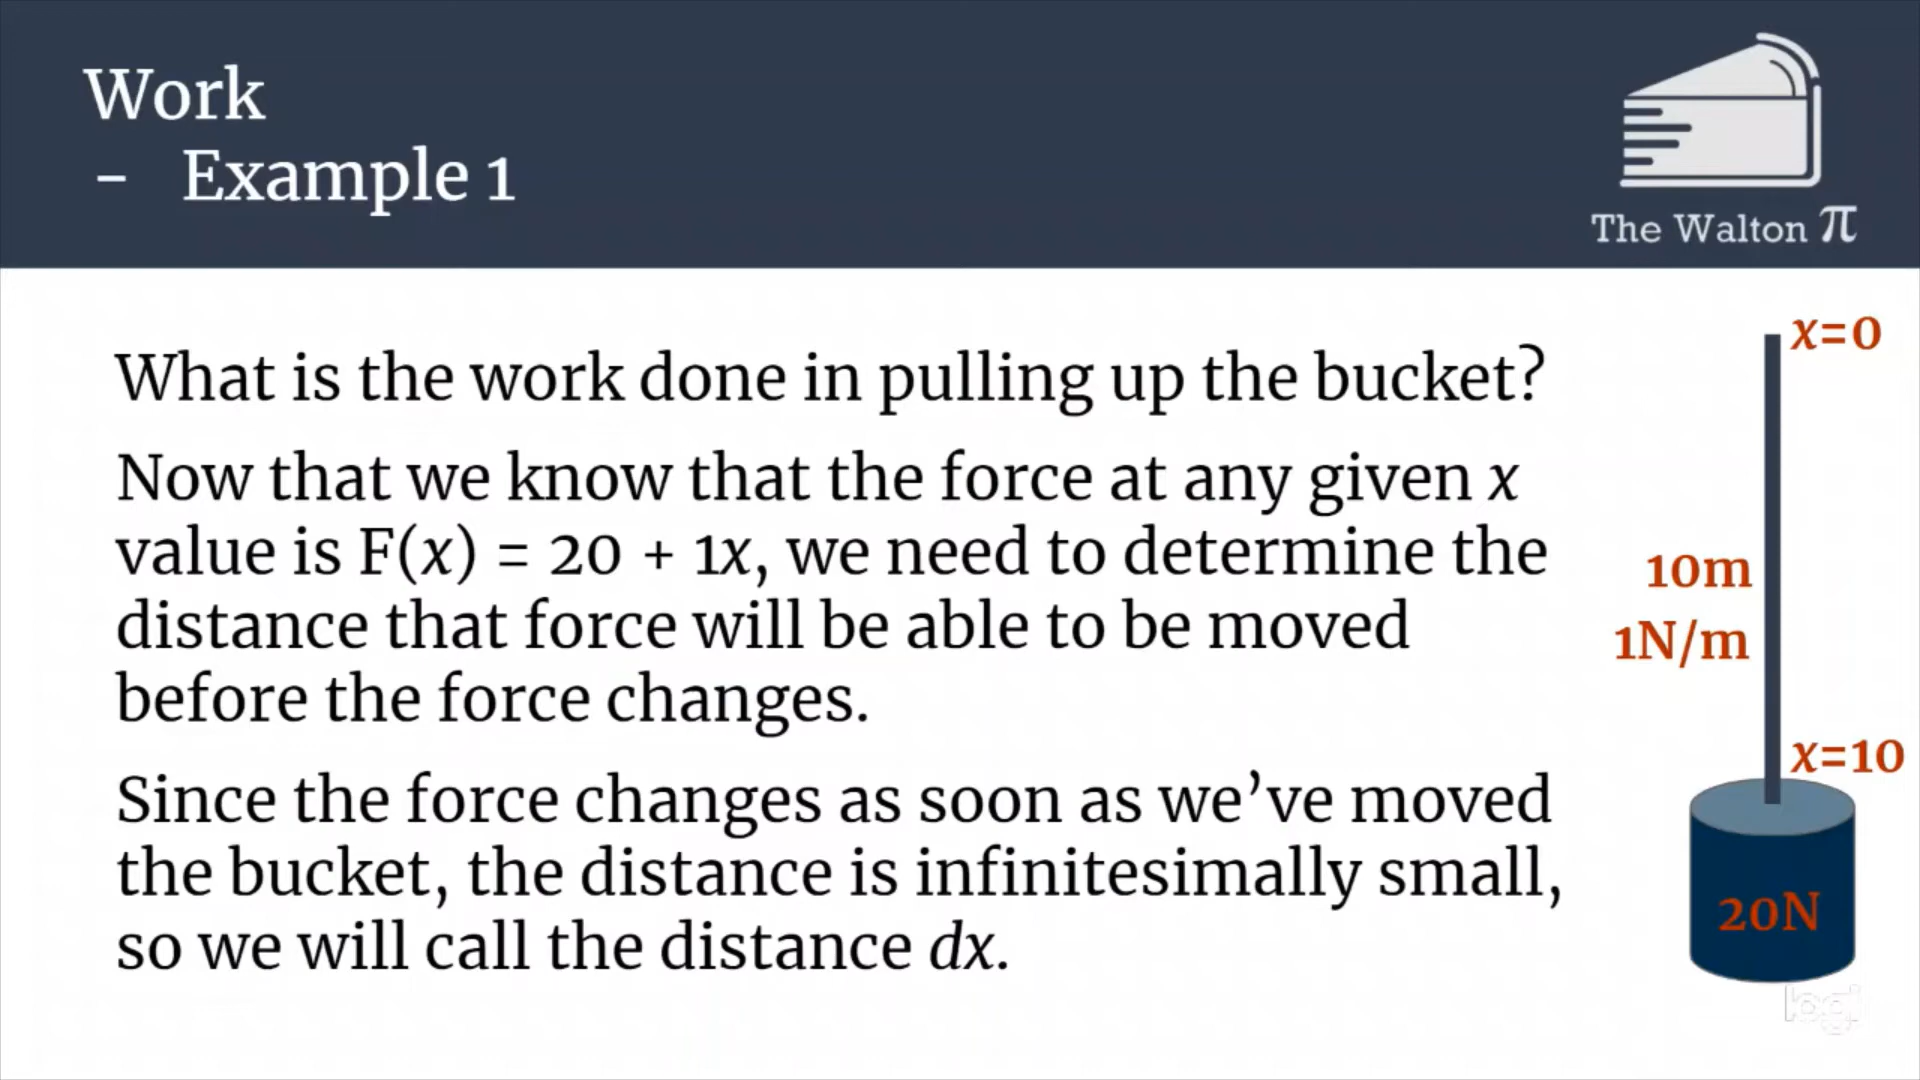 Work
- Example 1
The Walton π
What is the work done in pulling up the bucket?
Now that we know that the force at any given x
value is F(x) = 20 + 1x, we need to determine the
distance that force will be able to be moved
before the force changes.
Since the force changes as soon as we’ve moved
the bucket, the distance is infinitesimally small,
so we will call the distance dx.
x=0
10m
1N/m
x=10
20N
logi